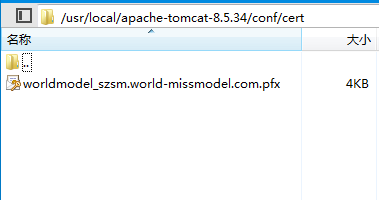 /usr/local/apache-tomcat-8.5.34/conf/cert
名称 大小
..
worldmodel_szsm.world-missmodel.com.pfx 4KB